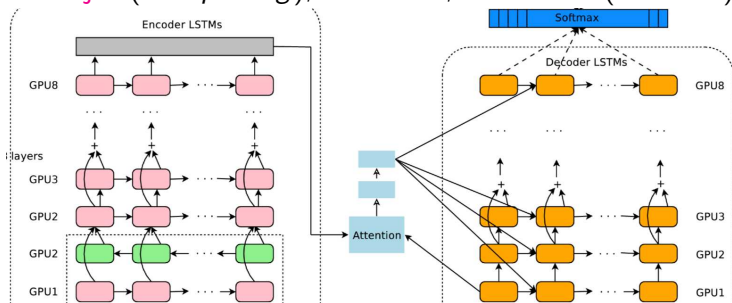 Encoder LSTMs
Softmax
Decoder LSTMs
GPU8
GPU8
layers
GPU3
GPU2
GPU3
Attention
GPU2
GPU2
GPU1
GPU1